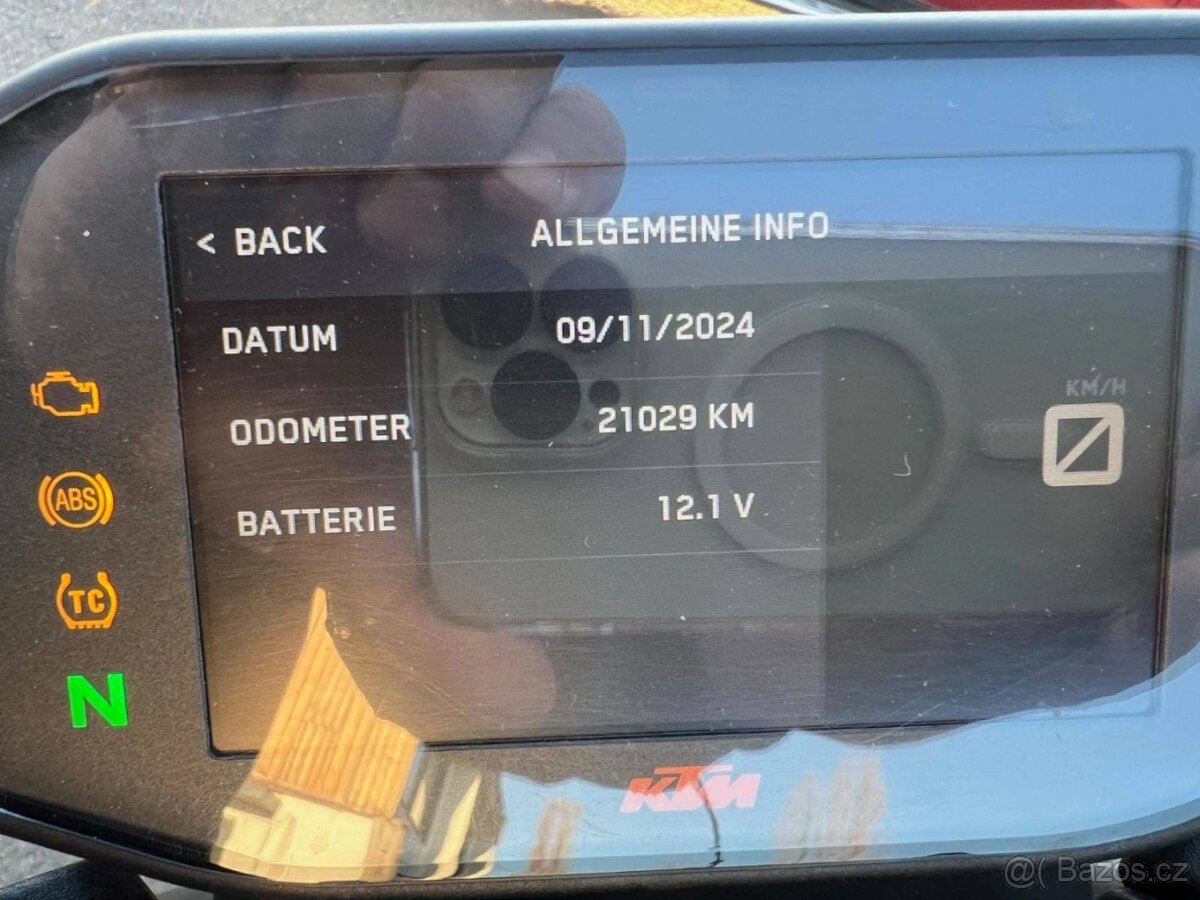 < BACK ALLGEMEINE INFO
DATUM 09/11/2024
KM/H
ODOMETER 21029 KM
0
ABS
BATTERIE 12.1 V
TC
N
KTM
@( Bazos.cz